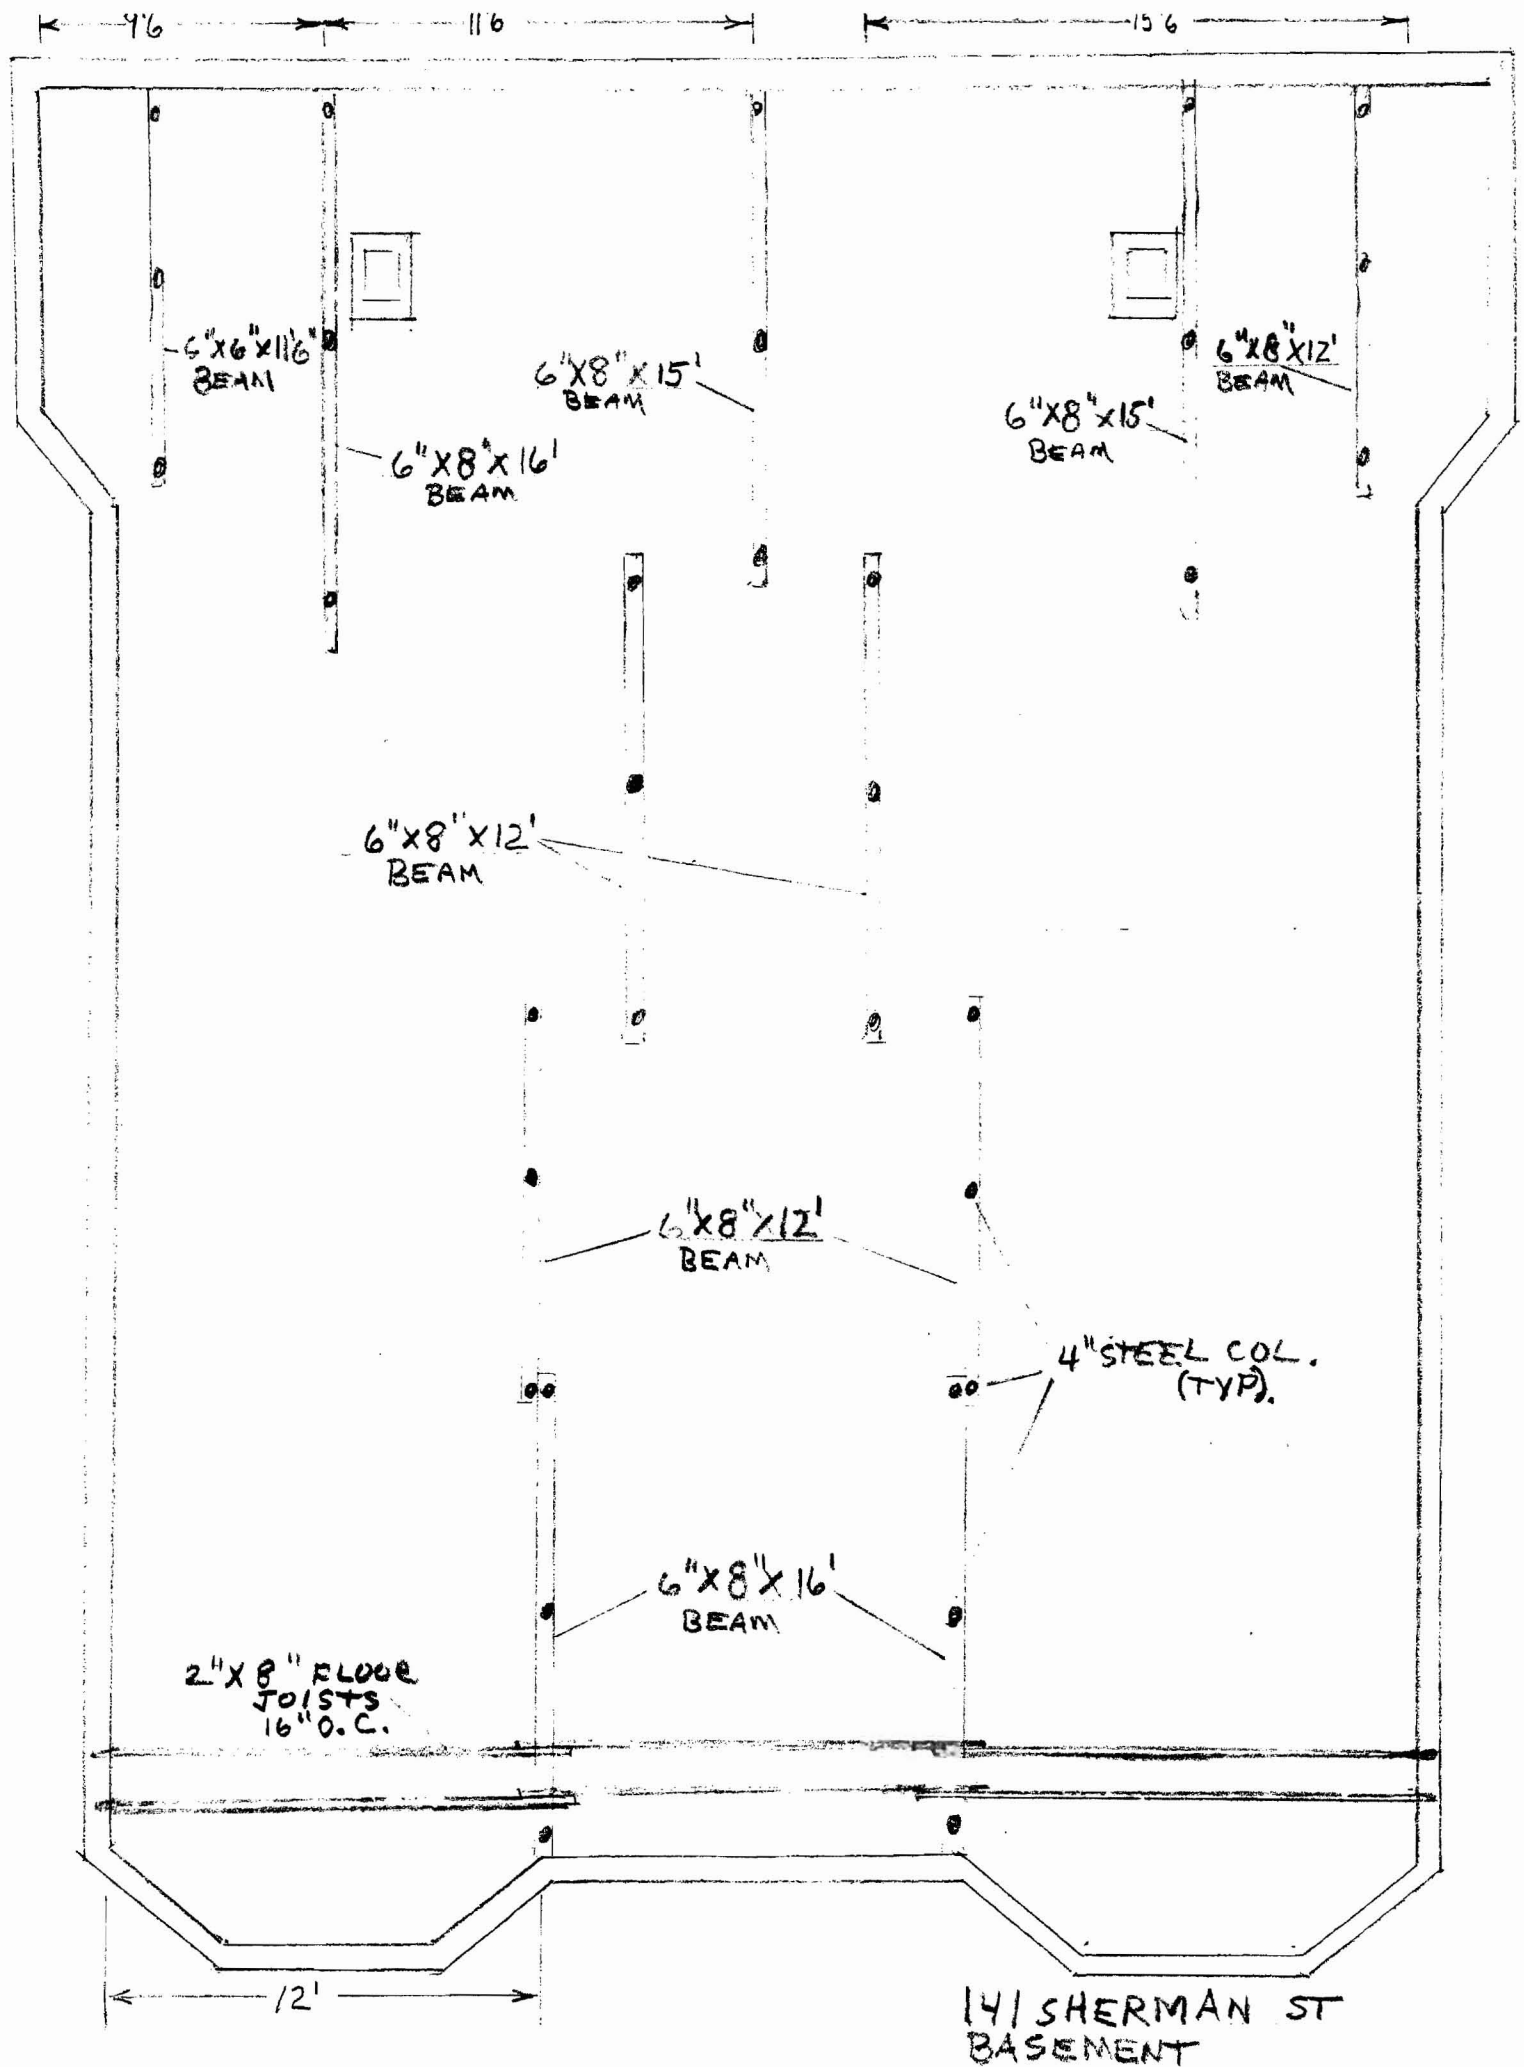 9'6
11'6
15'6
6"X6"X11'6"
BEAM
6"X8"X16'
BEAM
6"X8"X15'
BEAM
6"X8"X15'
BEAM
6"X8"X12'
BEAM
6"X8"X12'
BEAM
6"X8"X12'
BEAM
4"STEEL COL.
(TYP).
6"X8"X16'
BEAM
2"X8" FLOOR
JOISTS
16"O.C.
12'
141 SHERMAN ST
BASEMENT